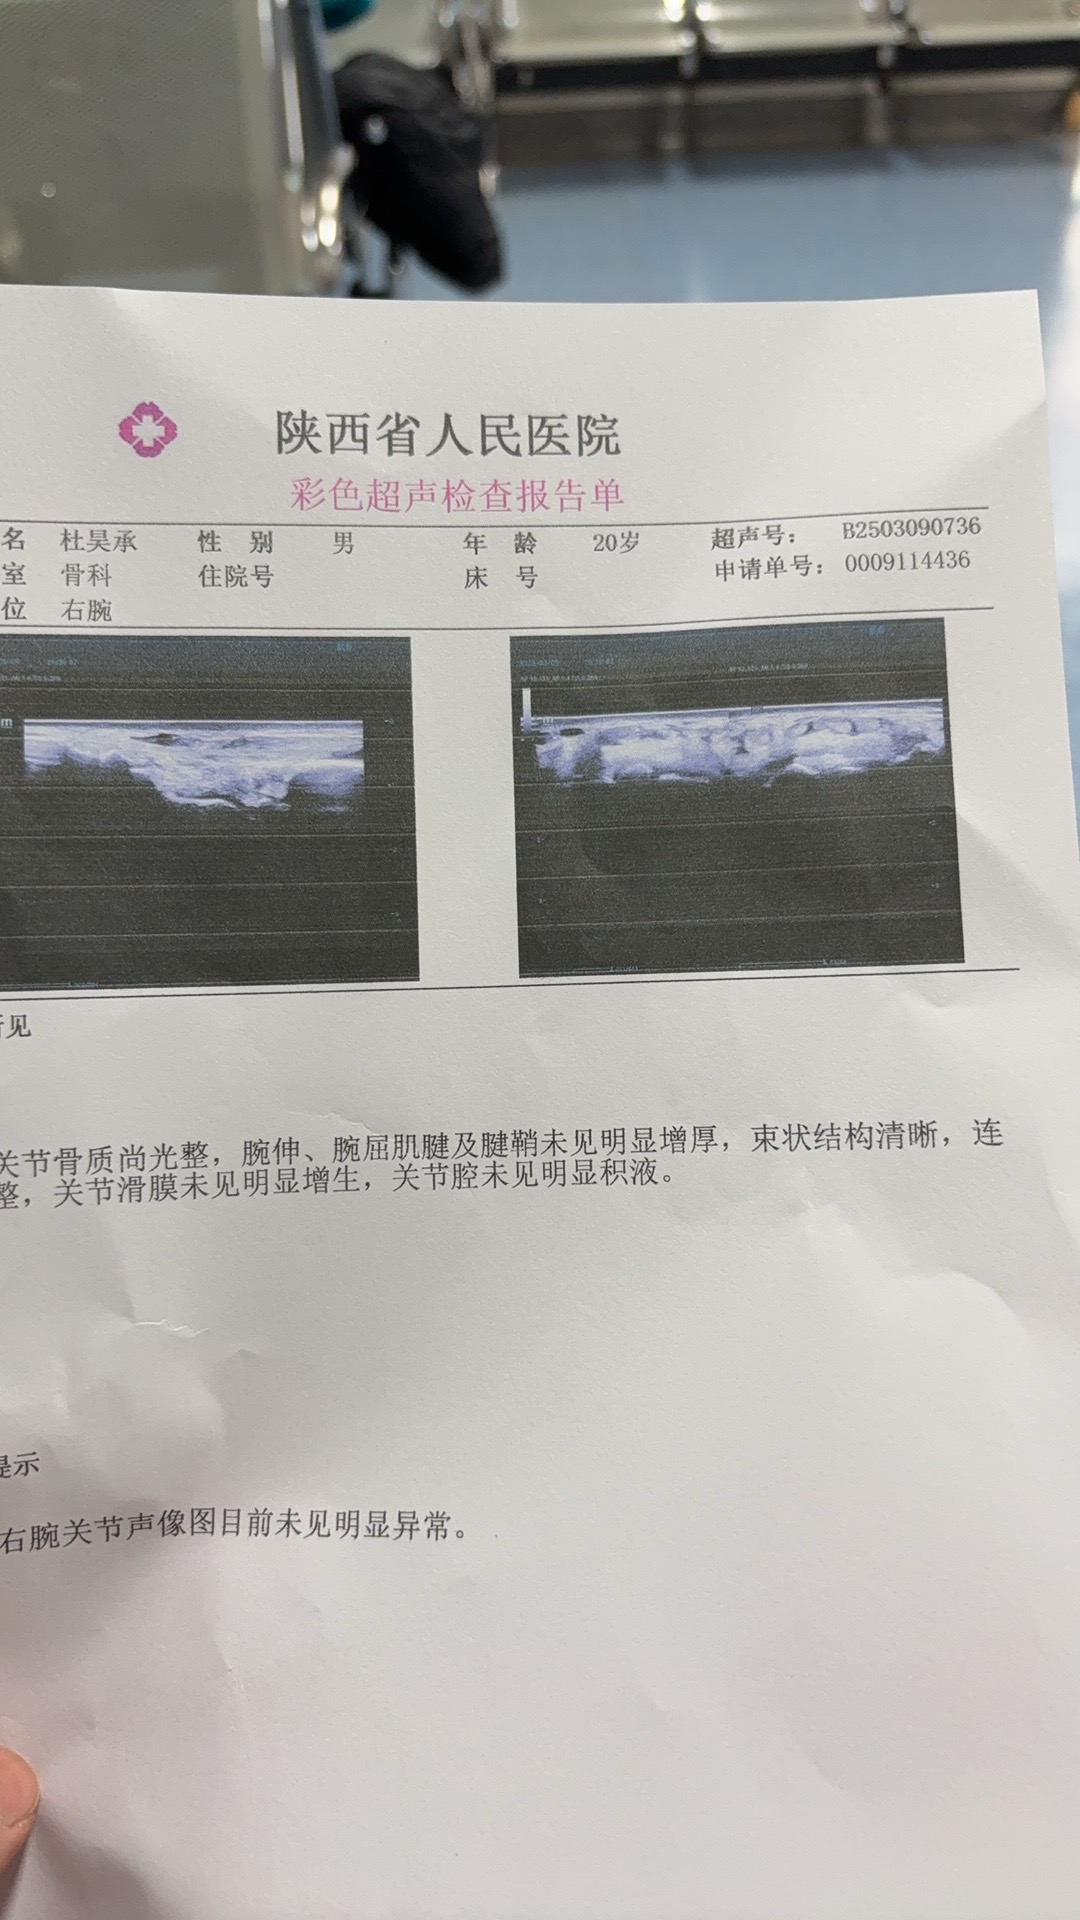 陕西省人民医院
彩色超声检查报告单
名 杜昊承 性 别 男 年 龄 20岁 超声号： B2503090736
室 骨科 住院号 床 号 申请单号： 0009114436
位 右腕
所见
关节骨质尚光整，腕伸、腕屈肌腱及腱鞘未见明显增厚，束状结构清晰，连
整，关节滑膜未见明显增生，关节腔未见明显积液。
提示
右腕关节声像图目前未见明显异常。